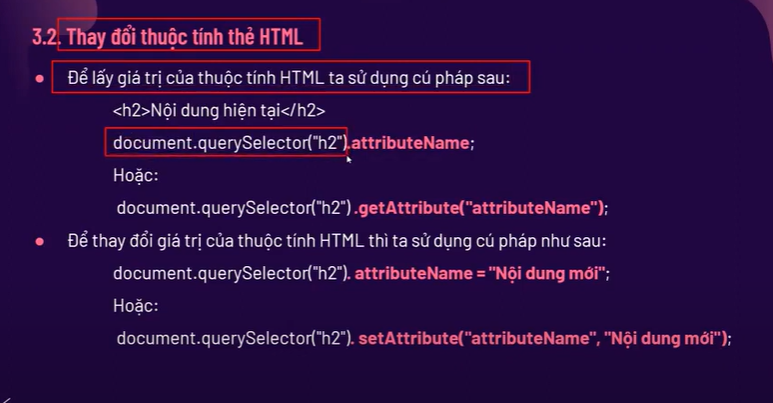 3.2. Thay đổi thuộc tính thẻ HTML
● Để lấy giá trị của thuộc tính HTML ta sử dụng cú pháp sau:
<h2>Nội dung hiện tại</h2>
document.querySelector("h2").attributeName;
Hoặc:
document.querySelector("h2") .getAttribute("attributeName");
● Để thay đổi giá trị của thuộc tính HTML thì ta sử dụng cú pháp như sau:
document.querySelector("h2"). attributeName = "Nội dung mới";
Hoặc:
document.querySelector("h2"). setAttribute("attributeName", "Nội dung mới");